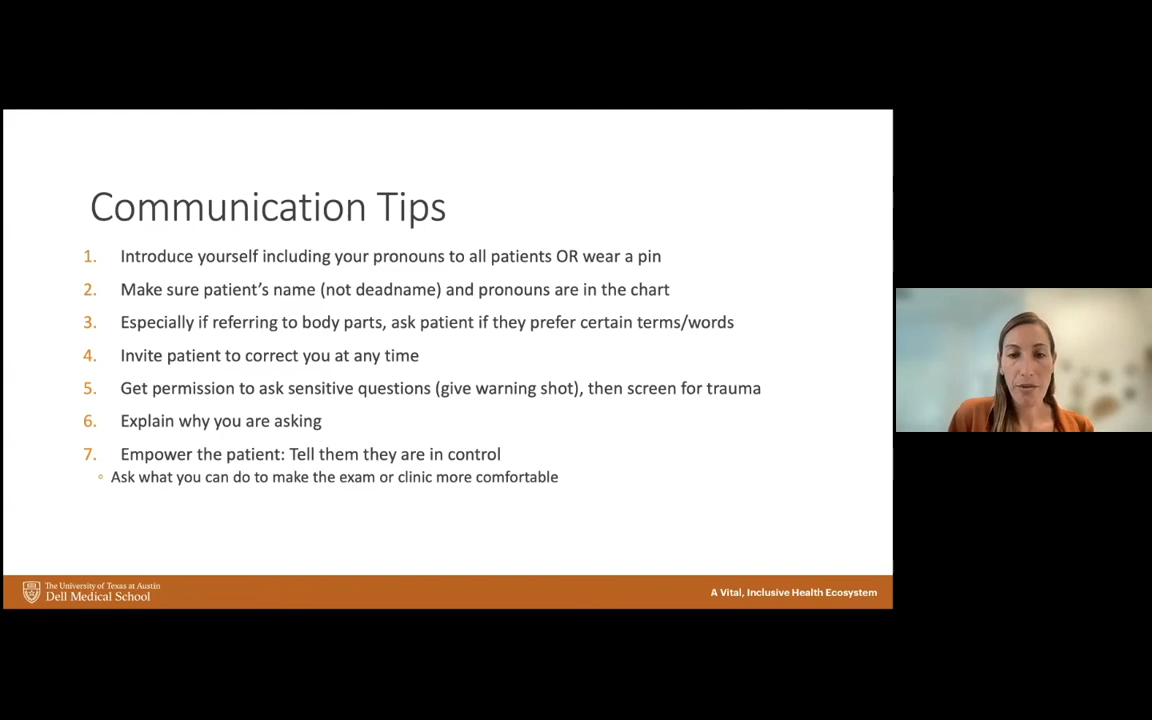 Communication Tips
1. Introduce yourself including your pronouns to all patients OR wear a pin
2. Make sure patient's name (not deadname) and pronouns are in the chart
3. Especially if referring to body parts, ask patient if they prefer certain terms/words
4. Invite patient to correct you at any time
5. Get permission to ask sensitive questions (give warning shot), then screen for trauma
6. Explain why you are asking
7. Empower the patient: Tell them they are in control
◦ Ask what you can do to make the exam or clinic more comfortable
The University of Texas at Austin
Dell Medical School
A Vital, Inclusive Health Ecosystem